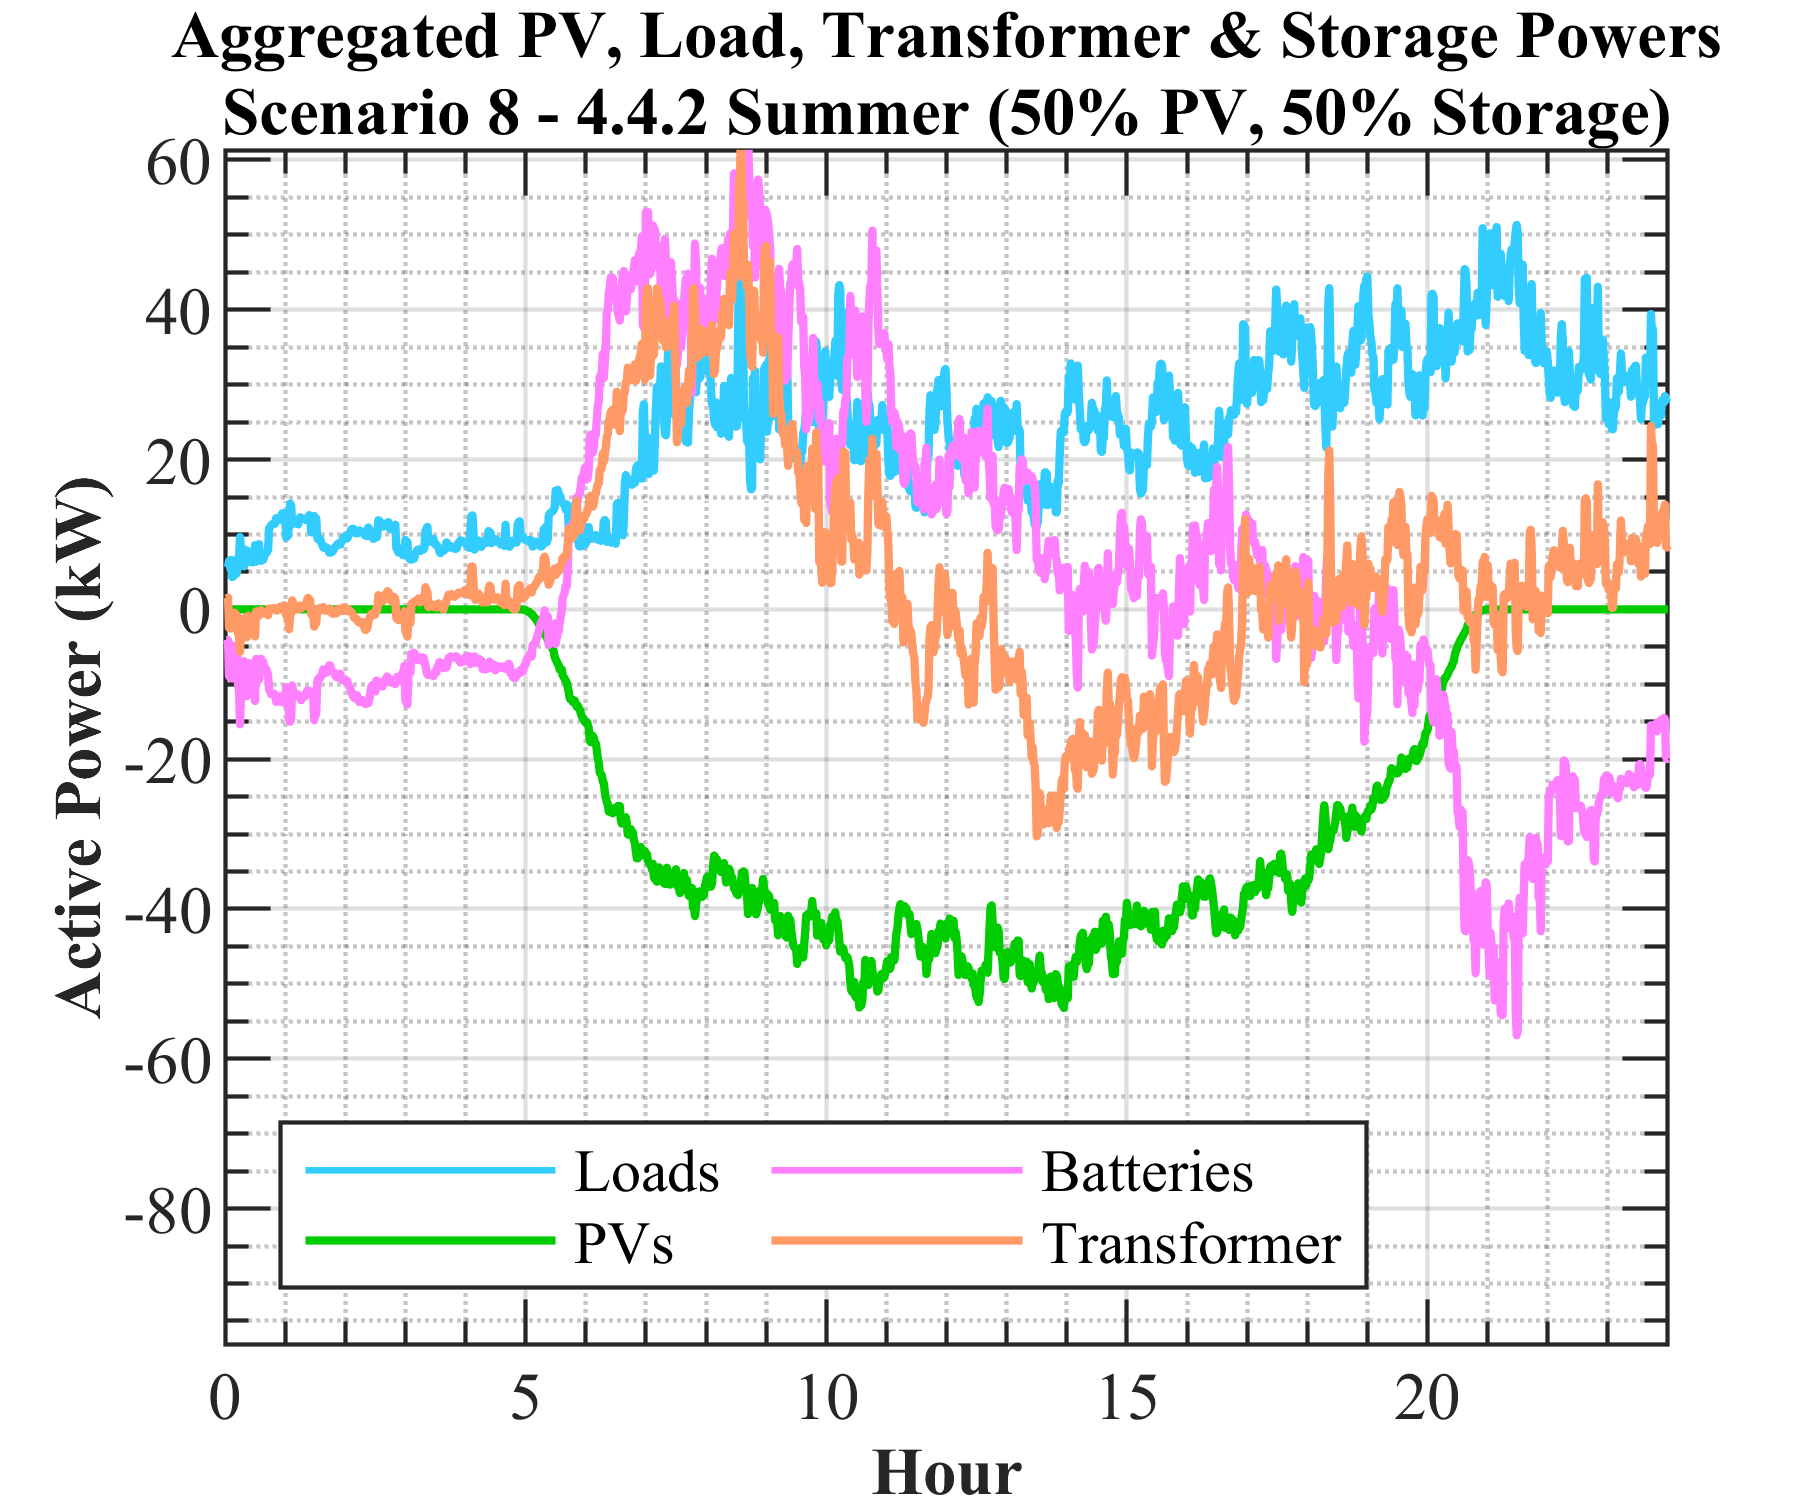 Aggregated PV, Load, Transformer & Storage Powers
Scenario 8 - 4.4.2 Summer (50% PV, 50% Storage)
60
40
20
0
-20
-40
-60
-80
Active Power (kW)
Loads
Batteries
PVs
Transformer
0
5
10
15
20
Hour